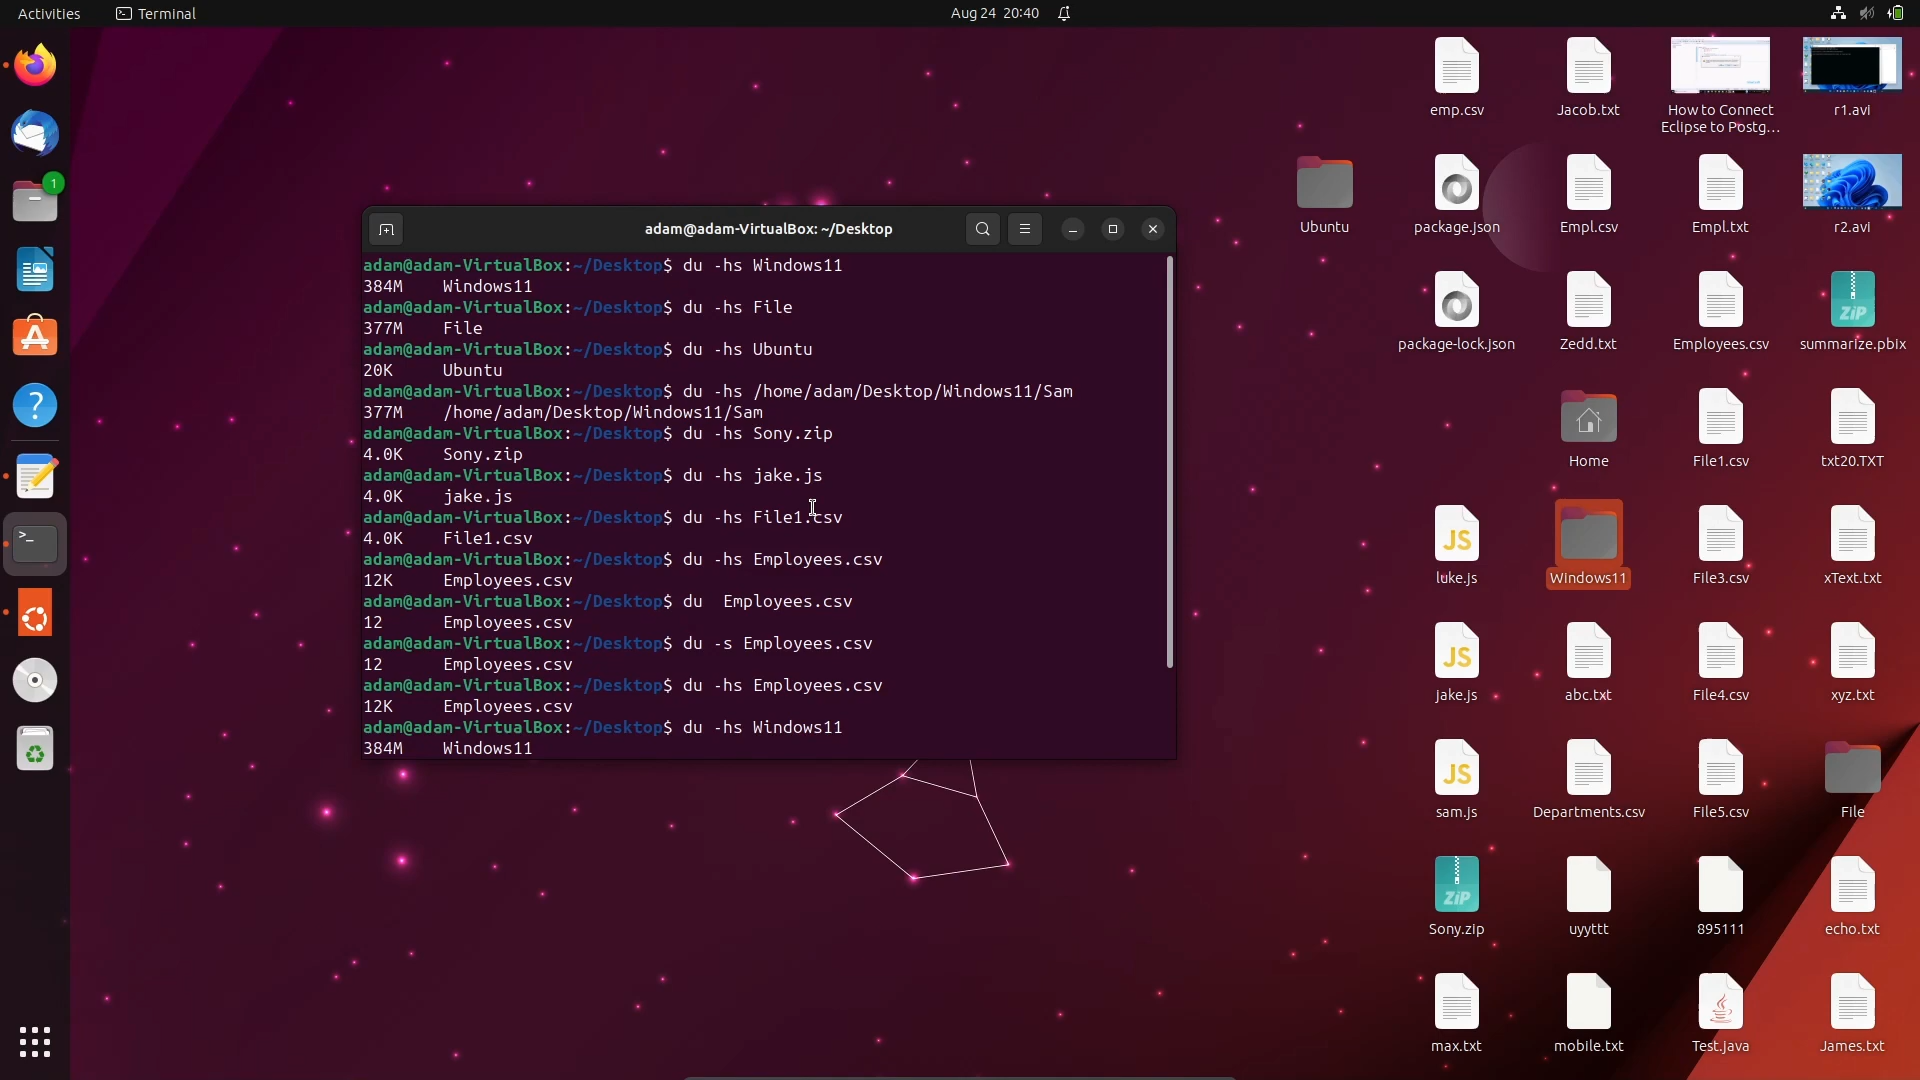 Activities
Terminal
Aug 24 20:40
1
?
>_
adam@adam-VirtualBox: ~/Desktop
adam@adam-VirtualBox:~/Desktop$ du -hs Windows11
384M Windows11
adam@adam-VirtualBox:~/Desktop$ du -hs File
377M File
adam@adam-VirtualBox:~/Desktop$ du -hs Ubuntu
20K Ubuntu
adam@adam-VirtualBox:~/Desktop$ du -hs /home/adam/Desktop/Windows11/Sam
377M /home/adam/Desktop/Windows11/Sam
adam@adam-VirtualBox:~/Desktop$ du -hs Sony.zip
4.0K Sony.zip
adam@adam-VirtualBox:~/Desktop$ du -hs jake.js
4.0K jake.js
adam@adam-VirtualBox:~/Desktop$ du -hs File1.csv
4.0K File1.csv
adam@adam-VirtualBox:~/Desktop$ du -hs Employees.csv
12K Employees.csv
adam@adam-VirtualBox:~/Desktop$ du  Employees.csv
12 Employees.csv
adam@adam-VirtualBox:~/Desktop$ du -s Employees.csv
12 Employees.csv
adam@adam-VirtualBox:~/Desktop$ du -hs Employees.csv
12K Employees.csv
adam@adam-VirtualBox:~/Desktop$ du -hs Windows11
384M Windows11
emp.csv
Jacob.txt
How to Connect
Eclipse to Postg...
r1.avi
Ubuntu
package.json
Empl.csv
Empl.txt
r2.avi
ZIP
package-lock.json
Zedd.txt
Employees.csv
summarize.pbix
Home
File1.csv
txt20.TXT
JS
luke.js
Windows11
File3.csv
xText.txt
JS
jake.js
abc.txt
File4.csv
xyz.txt
JS
sam.js
Departments.csv
File5.csv
File
ZIP
Sony.zip
uyyttt
895111
echo.txt
max.txt
mobile.txt
Test.java
James.txt